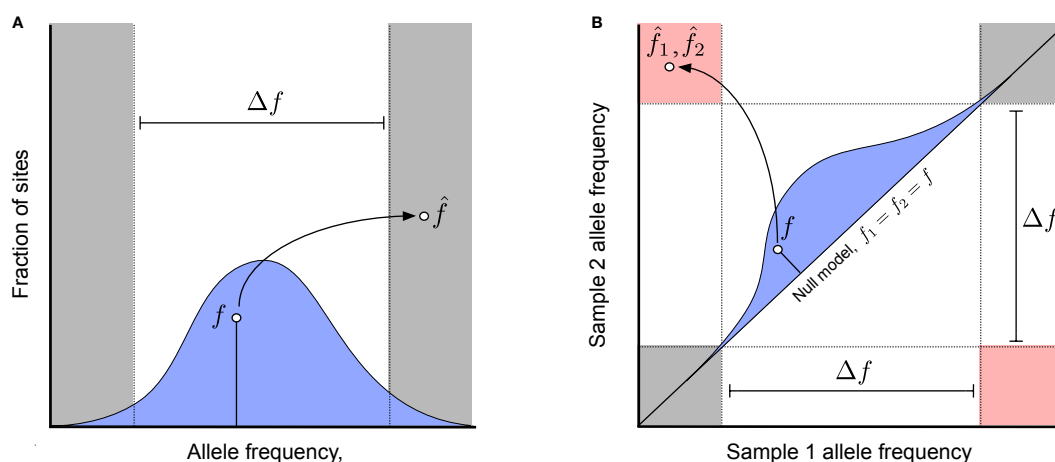 A
Δf
Fraction of sites
f̂
f
Allele frequency,
B
f̂₁, f̂₂
Sample 2 allele frequency
f
Null model, f₁ = f₂ = f
Δf
Δf
Sample 1 allele frequency